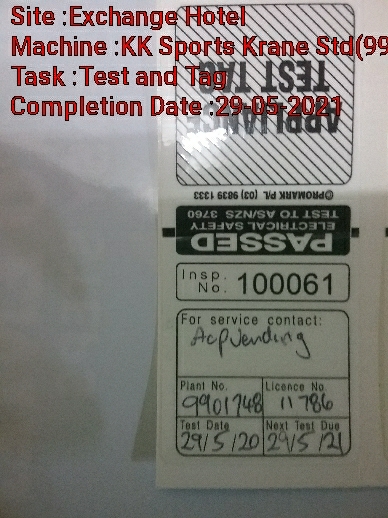 Site :Exchange Hotel
Machine :KK Sports Krane Std(99
Task :Test and Tag
Completion Date :29-05-2021
APPLIANCE
TEST TAG
©PROMARK P/L (03) 9839 1333
PASSED
ELECTRICAL SAFETY
TEST TO AS/NZS 3760
Insp. No. 100061
For service contact:
Acp Vending
Plant No. Licence No.
9901748 11786
Test Date Next Test Due
29/5/20 29/5/21